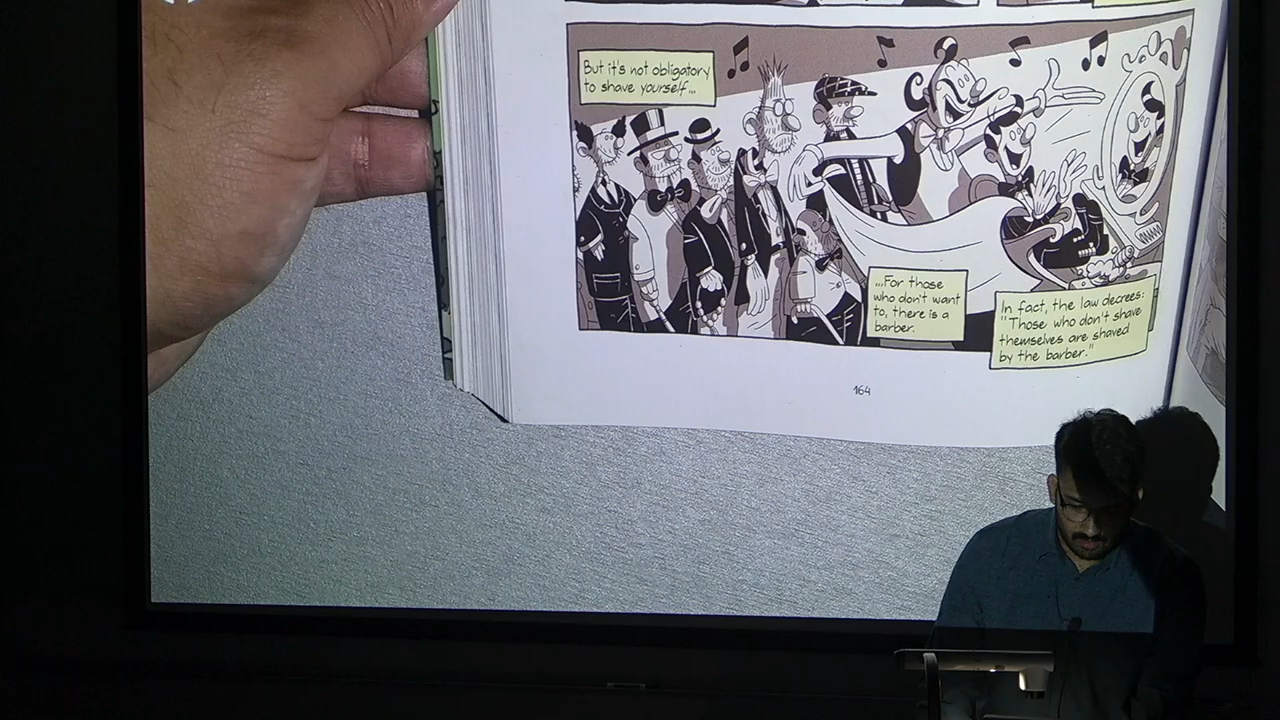 But it's not obligatory
to shave yourself...
...For those
who don't want
to, there is a
barber.
In fact, the law decrees:
"Those who don't shave
themselves are shaved
by the barber."
164